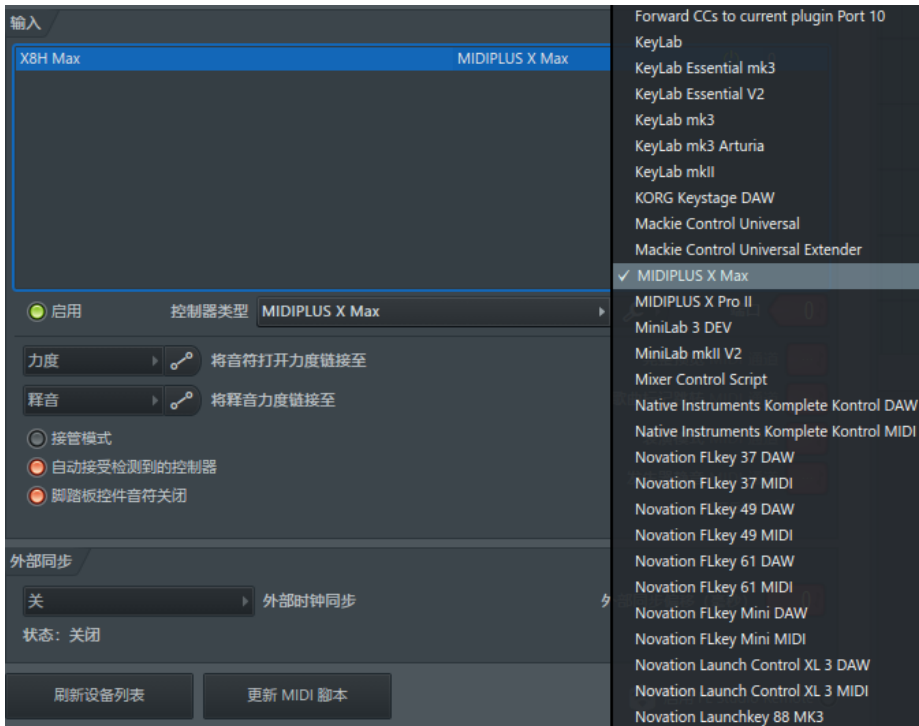 输入
X8H Max MIDIPLUS X Max
启用 控制器类型 MIDIPLUS X Max
力度 将音符打开力度链接至
释音 将释音力度链接至
接管模式
自动接受检测到的控制器
脚踏板控件音符关闭
外部同步
关 外部时钟同步
状态：关闭
刷新设备列表 更新 MIDI 腳本
Forward CCs to current plugin Port 10
KeyLab
KeyLab Essential mk3
KeyLab Essential V2
KeyLab mk3
KeyLab mk3 Arturia
KeyLab mkII
KORG Keystage DAW
Mackie Control Universal
Mackie Control Universal Extender
✓ MIDIPLUS X Max
MIDIPLUS X Pro II
MiniLab 3 DEV
MiniLab mkII V2
Mixer Control Script
Native Instruments Komplete Kontrol DAW
Native Instruments Komplete Kontrol MIDI
Novation FLkey 37 DAW
Novation FLkey 37 MIDI
Novation FLkey 49 DAW
Novation FLkey 49 MIDI
Novation FLkey 61 DAW
Novation FLkey 61 MIDI
Novation FLkey Mini DAW
Novation FLkey Mini MIDI
Novation Launch Control XL 3 DAW
Novation Launch Control XL 3 MIDI
Novation Launchkey 88 MK3